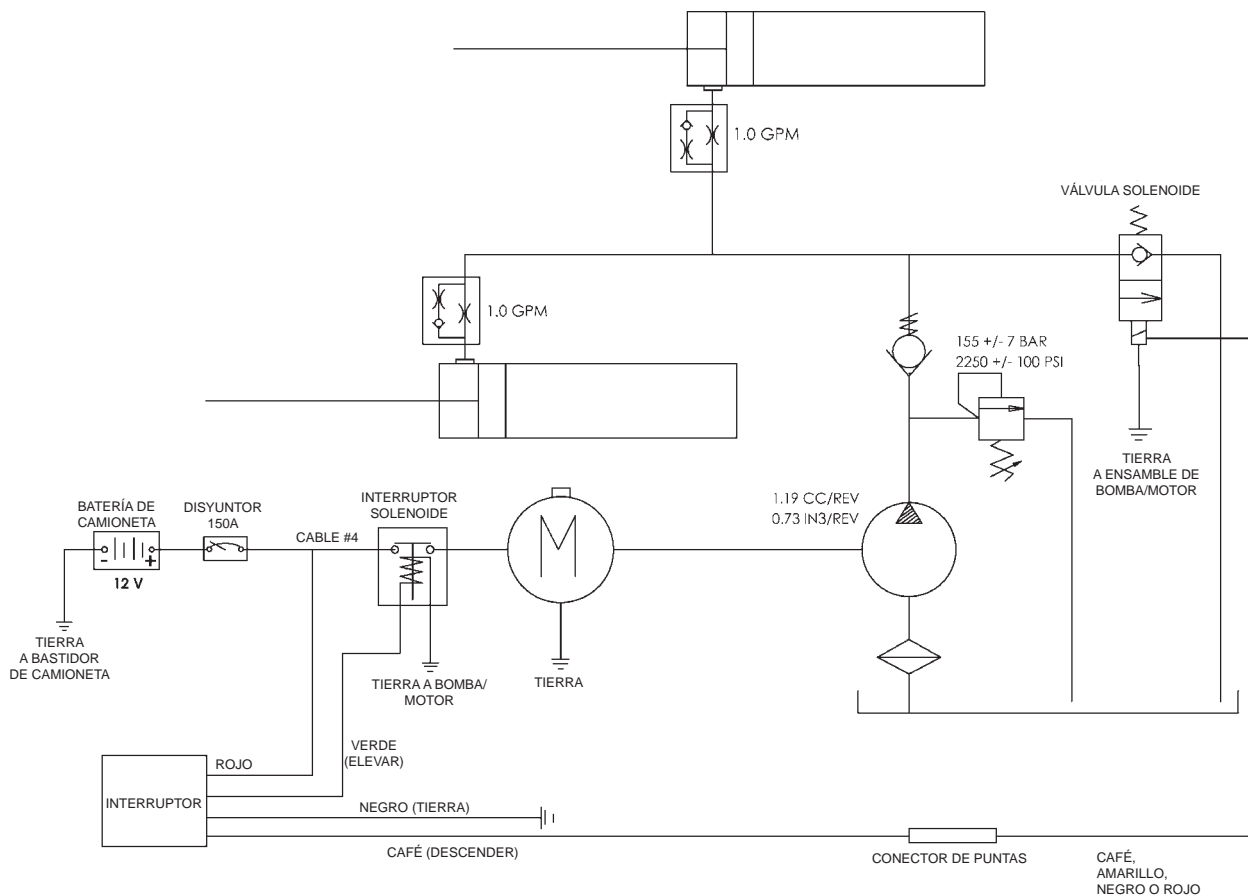 1.0 GPM
VÁLVULA SOLENOIDE
1.0 GPM
155 +/- 7 BAR
2250 +/- 100 PSI
TIERRA
A ENSAMBLE DE
BOMBA/MOTOR
BATERÍA DE
CAMIONETA
DISYUNTOR
150A
INTERRUPTOR
SOLENOIDE
1.19 CC/REV
0.73 IN3/REV
CABLE #4
M
- +
12 V
TIERRA
A BASTIDOR
DE CAMIONETA
TIERRA A BOMBA/
MOTOR
TIERRA
VERDE
(ELEVAR)
ROJO
INTERRUPTOR
NEGRO (TIERRA)
CAFÉ (DESCENDER)
CONECTOR DE PUNTAS
CAFÉ,
AMARILLO,
NEGRO O ROJO